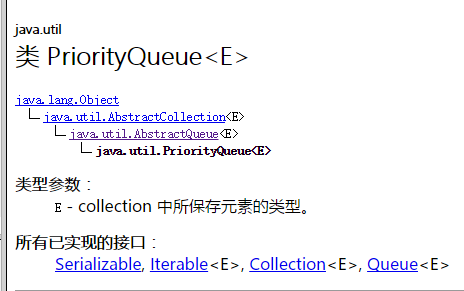 java.util
类 PriorityQueue<E>
java.lang.Object
java.util.AbstractCollection<E>
java.util.AbstractQueue<E>
java.util.PriorityQueue<E>
类型参数：
E - collection 中所保存元素的类型。
所有已实现的接口：
Serializable, Iterable<E>, Collection<E>, Queue<E>